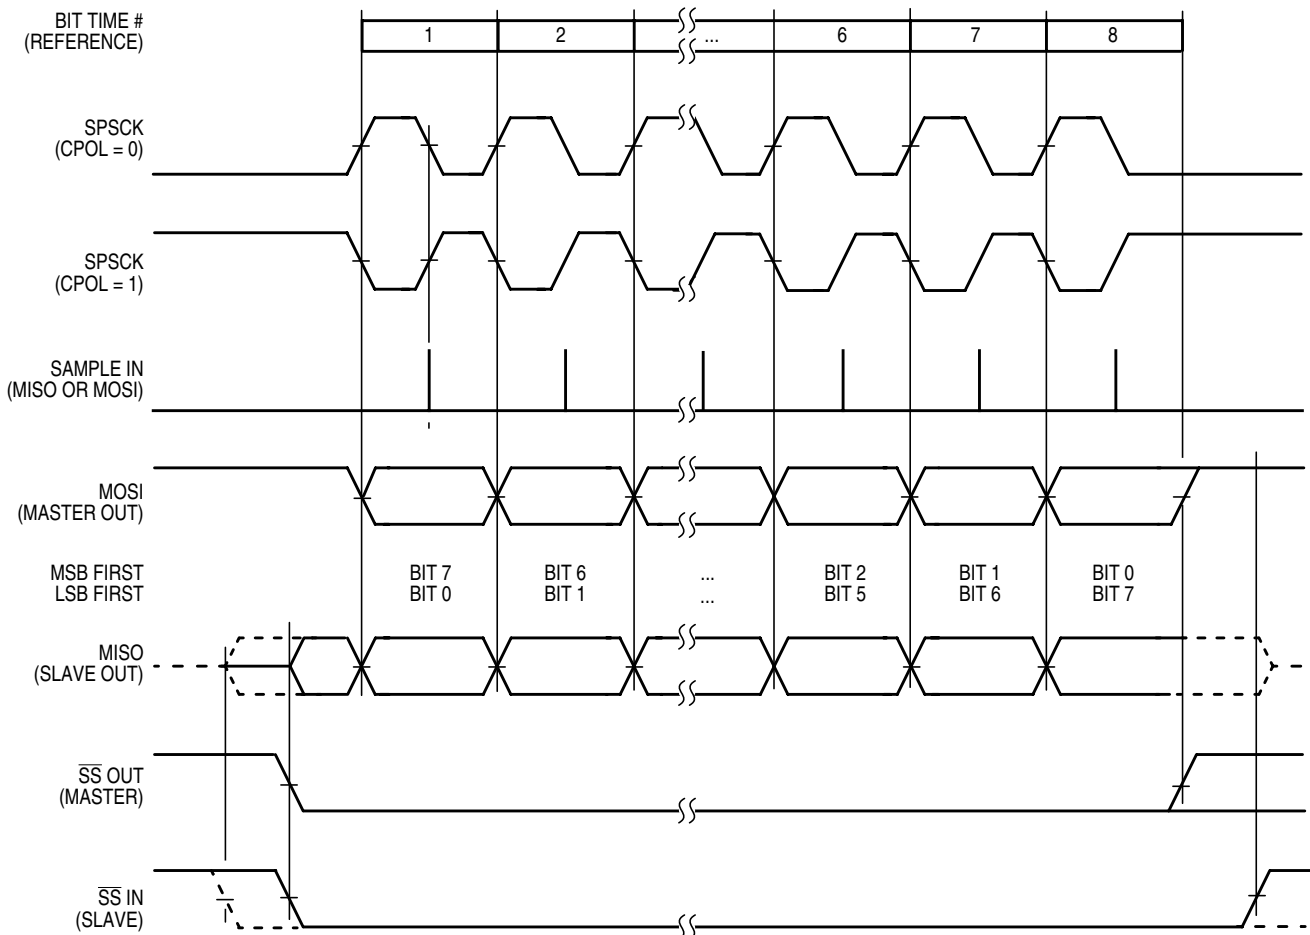 BIT TIME #
(REFERENCE)
1 2 ... 6 7 8
SPSCK
(CPOL = 0)
SPSCK
(CPOL = 1)
SAMPLE IN
(MISO OR MOSI)
MOSI
(MASTER OUT)
MSB FIRST BIT 7 BIT 6 ... BIT 2 BIT 1 BIT 0
LSB FIRST BIT 0 BIT 1 ... BIT 5 BIT 6 BIT 7
MISO
(SLAVE OUT)
S̅S̅ OUT
(MASTER)
S̅S̅ IN
(SLAVE)